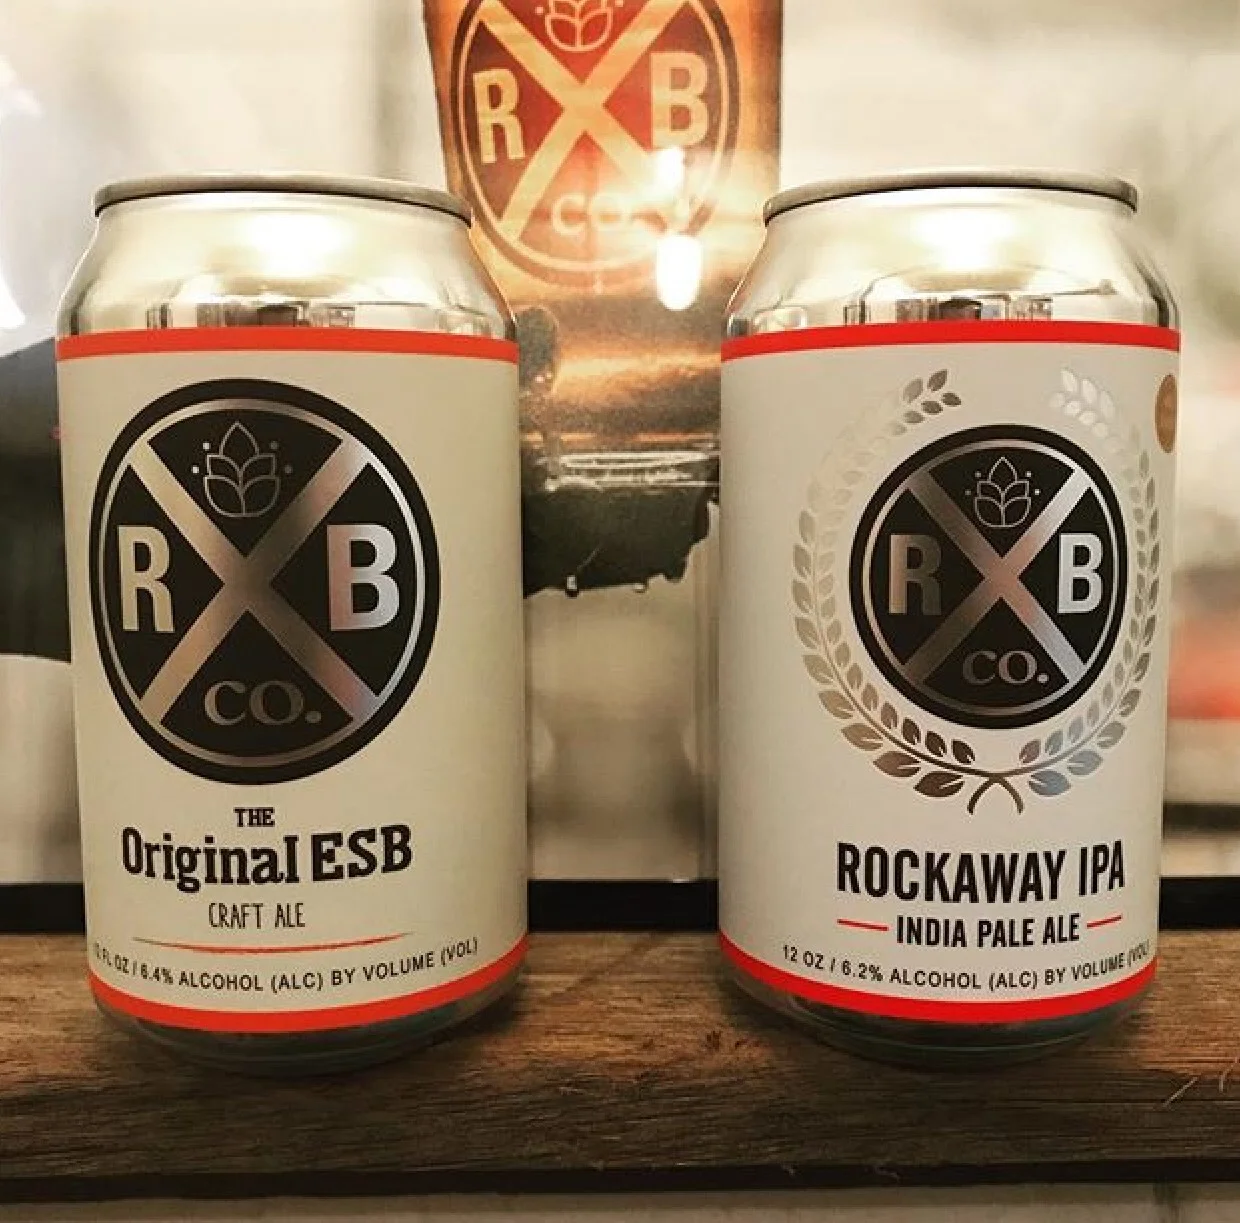 R B
CO.
R B
CO.
THE
Original ESB
CRAFT ALE
FL OZ / 6.4% ALCOHOL (ALC) BY VOLUME (VOL)
R B
CO.
ROCKAWAY IPA
INDIA PALE ALE
12 OZ / 6.2% ALCOHOL (ALC) BY VOLUME (VOL)